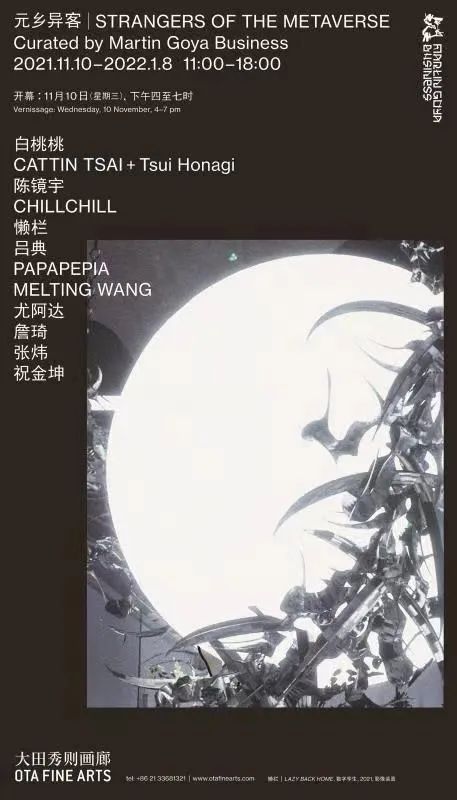 元乡异客 | STRANGERS OF THE METAVERSE
Curated by Martin Goya Business
2021.11.10–2022.1.8 11:00–18:00
MARTIN GOYA
BUSINESS
开幕：11月10日(星期三)、下午四至七时
Vernissage: Wednesday, 10 November, 4–7 pm
白桃桃
CATTIN TSAI + Tsui Honagi
陈镜宇
CHILLCHILL
懒栏
吕典
PAPAPEPIA
MELTING WANG
尤阿达
詹琦
张炜
祝金坤
大田秀则画廊
OTA FINE ARTS
tel: +86 21 33681321 | www.otafinearts.com
懒栏 | LAZY BACK HOME, 数字孪生, 2021, 影像截面